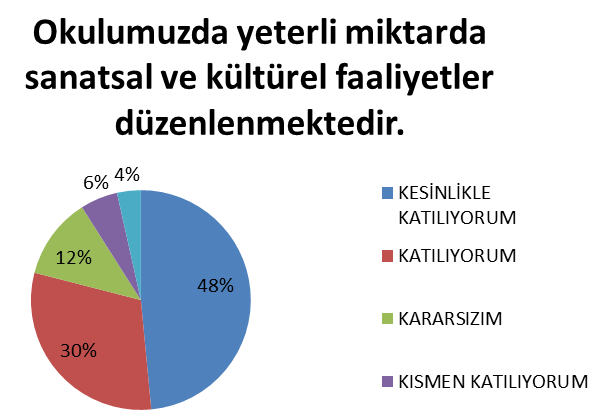 Okulumuzda yeterli miktarda
sanatsal ve kültürel faaliyetler
düzenlenmektedir.
4%
6%
12%
48%
30%
KESİNLİKLE
KATILIYORUM
KATILIYORUM
KARARSIZIM
KISMEN KATILIYORUM